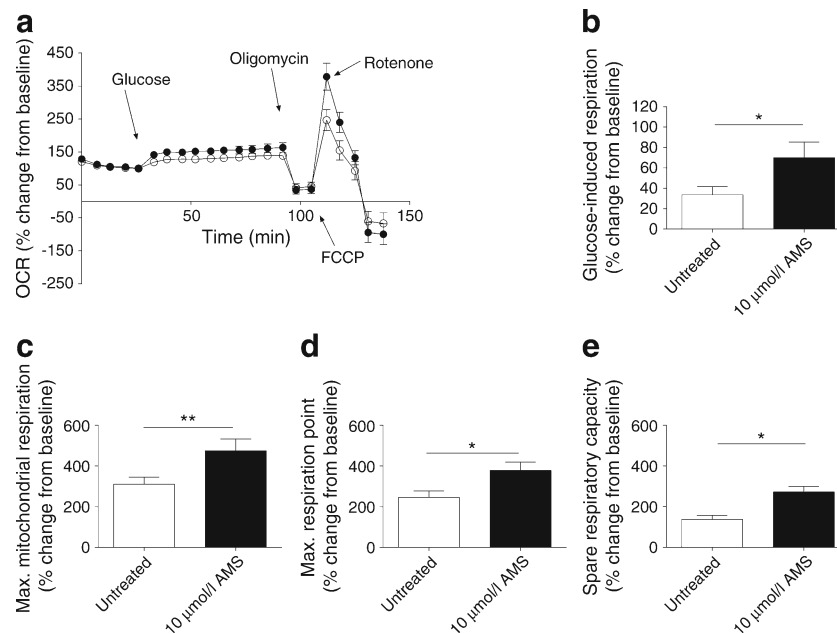 a
OCR (% change from baseline)
450
350
250
150
50
-50
-150
-250
Glucose
Oligomycin
Rotenone
FCCP
50
100
150
Time (min)
b
Glucose-induced respiration
(% change from baseline)
120
100
80
60
40
20
0
*
Untreated
10 µmol/l AMS
c
Max. mitochondrial respiration
(% change from baseline)
600
400
200
0
**
Untreated
10 µmol/l AMS
d
Max. respiration point
(% change from baseline)
600
400
200
0
*
Untreated
10 µmol/l AMS
e
Spare respiratory capacity
(% change from baseline)
600
400
200
0
*
Untreated
10 µmol/l AMS